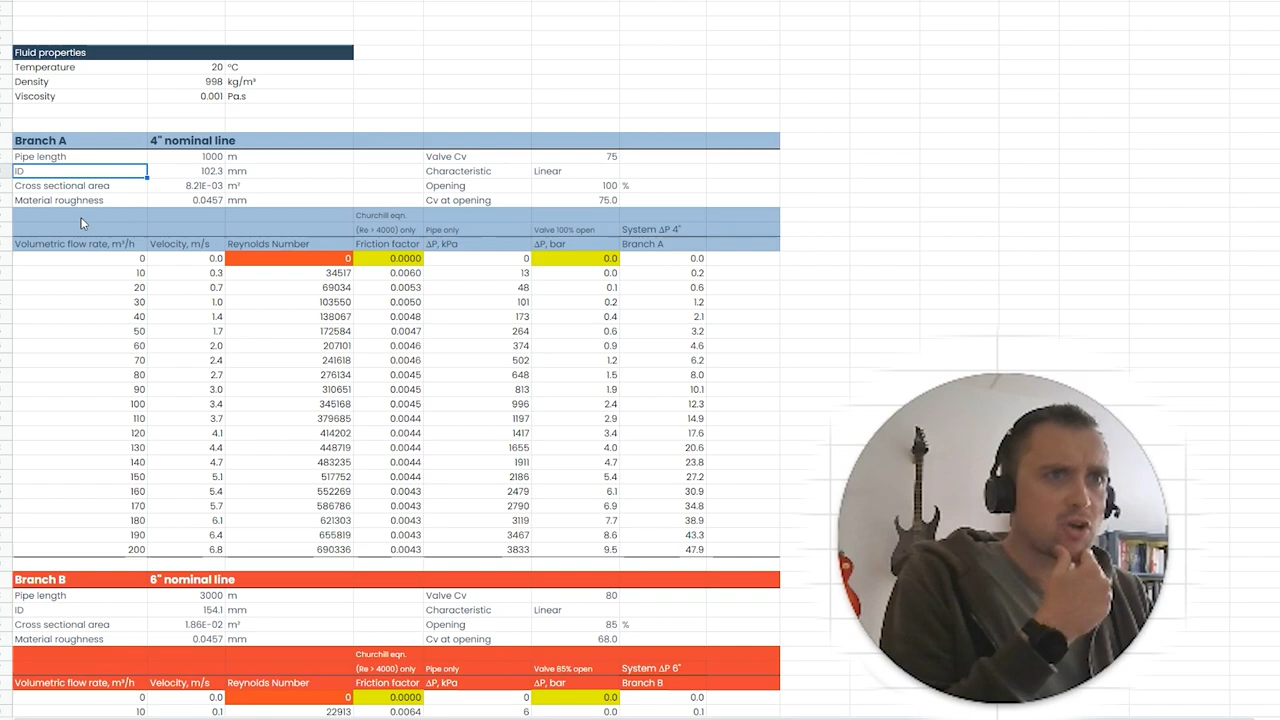 Fluid properties
Temperature 20 °C
Density 998 kg/m³
Viscosity 0.001 Pa.s
Branch A 4" nominal line
Pipe length 1000 m Valve Cv 75
ID 102.3 mm Characteristic Linear
Cross sectional area 8.21E-03 m² Opening 100 %
Material roughness 0.0457 mm Cv at opening 75.0
Churchill eqn.
(Re > 4000) only Pipe only Valve 100% open System ΔP 4"
Volumetric flow rate, m³/h Velocity, m/s Reynolds Number Friction factor ΔP, kPa ΔP, bar Branch A
0 0.0 0 0.0000 0 0.0 0.0
10 0.3 34517 0.0060 13 0.0 0.2
20 0.7 69034 0.0053 48 0.1 0.6
30 1.0 103550 0.0050 101 0.2 1.2
40 1.4 138067 0.0048 173 0.4 2.1
50 1.7 172584 0.0047 264 0.6 3.2
60 2.0 207101 0.0046 374 0.9 4.6
70 2.4 241618 0.0046 502 1.2 6.2
80 2.7 276134 0.0045 648 1.5 8.0
90 3.0 310651 0.0045 813 1.9 10.1
100 3.4 345168 0.0045 996 2.4 12.3
110 3.7 379685 0.0044 1197 2.9 14.9
120 4.1 414202 0.0044 1417 3.4 17.6
130 4.4 448719 0.0044 1655 4.0 20.6
140 4.7 483235 0.0044 1911 4.7 23.8
150 5.1 517752 0.0044 2186 5.4 27.2
160 5.4 552269 0.0043 2479 6.1 30.9
170 5.7 586786 0.0043 2790 6.9 34.8
180 6.1 621303 0.0043 3119 7.7 38.9
190 6.4 655819 0.0043 3467 8.6 43.3
200 6.8 690336 0.0043 3833 9.5 47.9
Branch B 6" nominal line
Pipe length 3000 m Valve Cv 80
ID 154.1 mm Characteristic Linear
Cross sectional area 1.86E-02 m² Opening 85 %
Material roughness 0.0457 mm Cv at opening 68.0
Churchill eqn.
(Re > 4000) only Pipe only Valve 85% open System ΔP 6"
Volumetric flow rate, m³/h Velocity, m/s Reynolds Number Friction factor ΔP, kPa ΔP, bar Branch B
0 0.0 0 0.0000 0 0.0 0.0
10 0.1 22913 0.0064 6 0.0 0.1